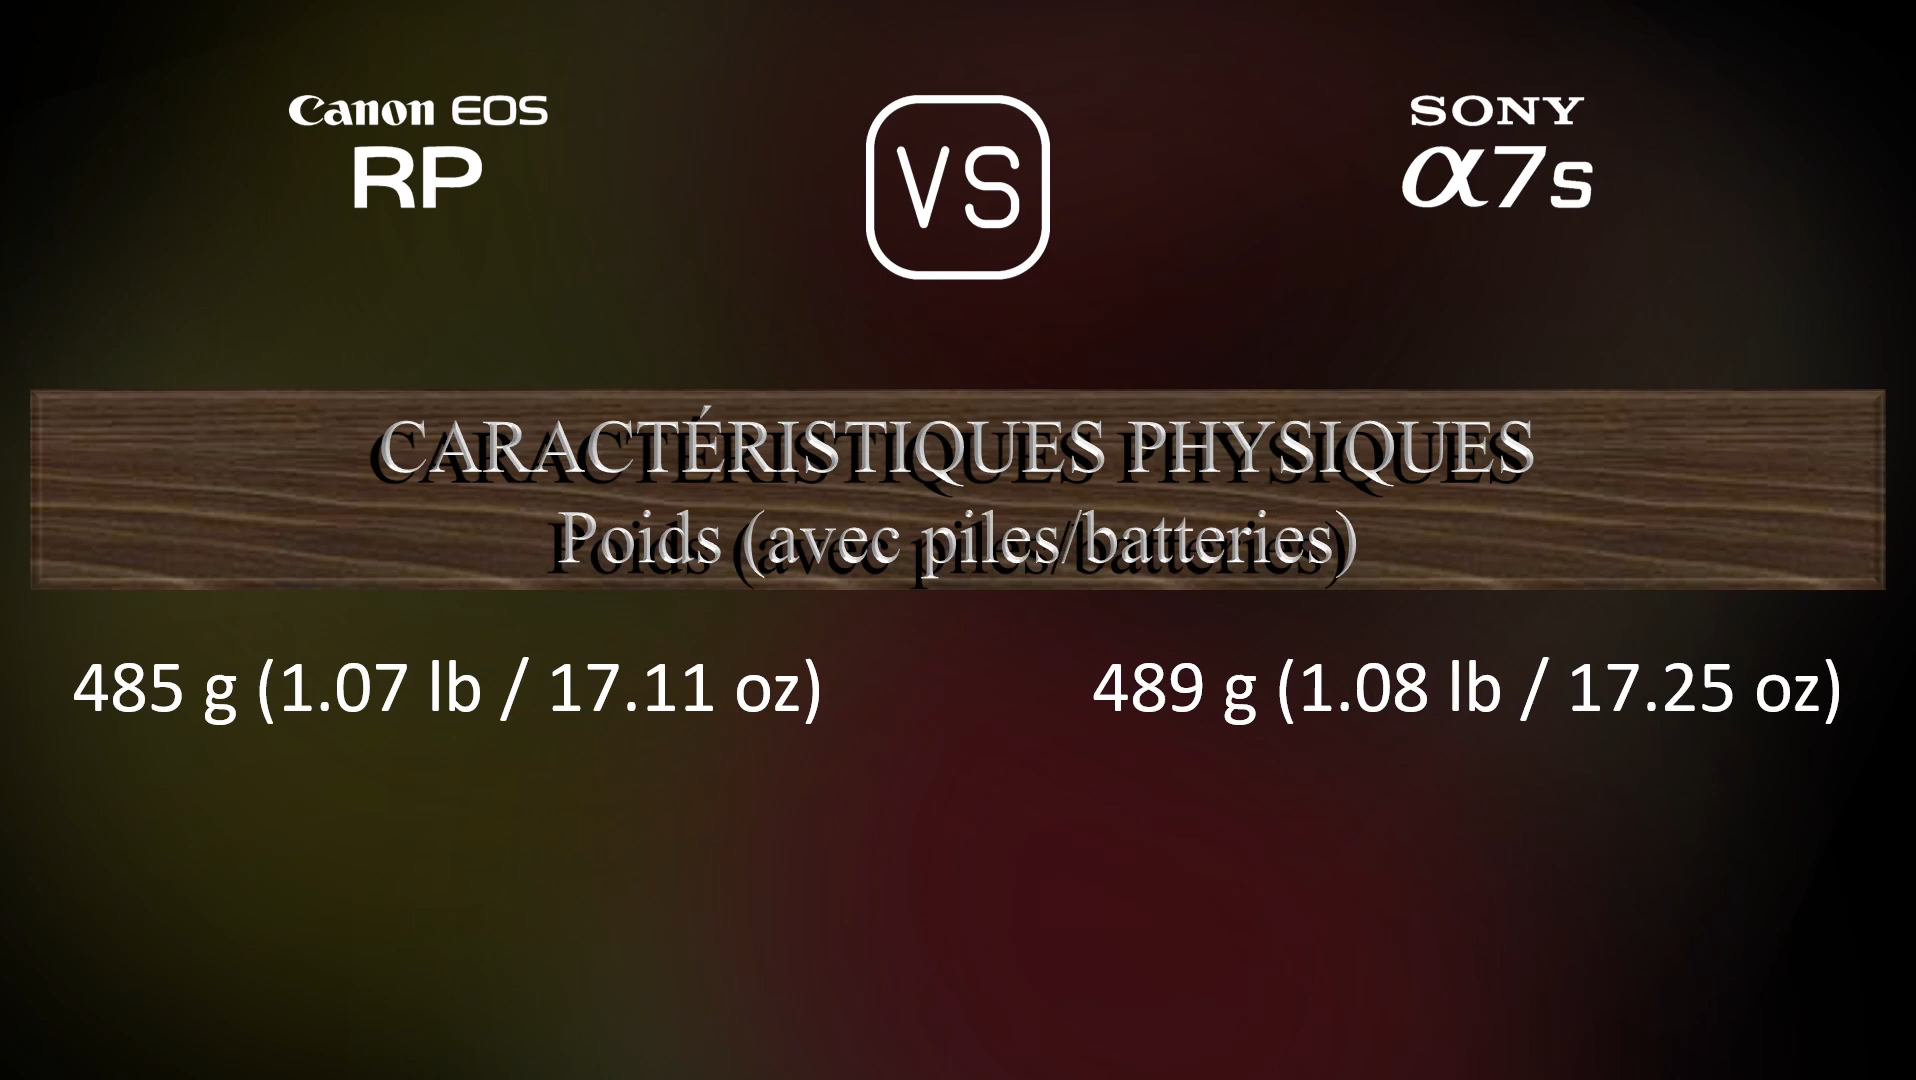 Canon EOS
RP
VS
SONY
α7s
CARACTÉRISTIQUES PHYSIQUES
Poids (avec piles/batteries)
485 g (1.07 lb / 17.11 oz)
489 g (1.08 lb / 17.25 oz)